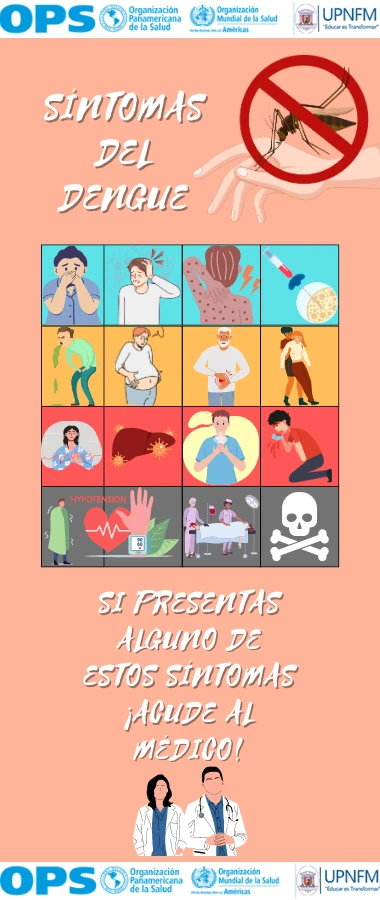 OPS Organización Panamericana de la Salud Organización Mundial de la Salud Américas UPNFM
"Educar es Transformar"
SÍNTOMAS
DEL
DENGUE
HYPOTENSION
SI PRESENTAS
ALGUNO DE
ESTOS SÍNTOMAS
¡ACUDE AL
MÉDICO!
OPS Organización Panamericana de la Salud Organización Mundial de la Salud Américas UPNFM
"Educar es Transformar"